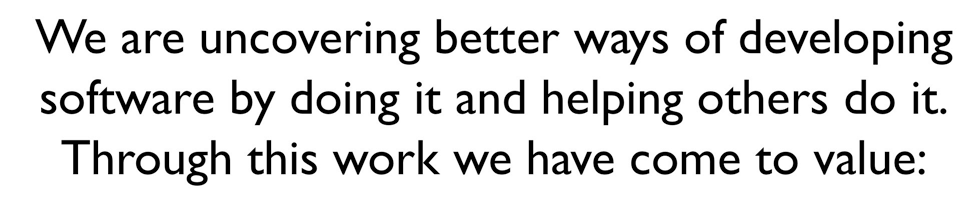 We are uncovering better ways of developing
software by doing it and helping others do it.
Through this work we have come to value: